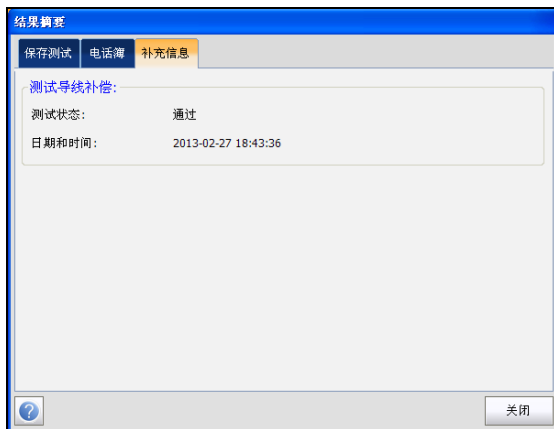 结果摘要
保存测试 电话薄 补充信息
测试导线补偿:
测试状态: 通过
日期和时间: 2013-02-27 18:43:36
?
关闭